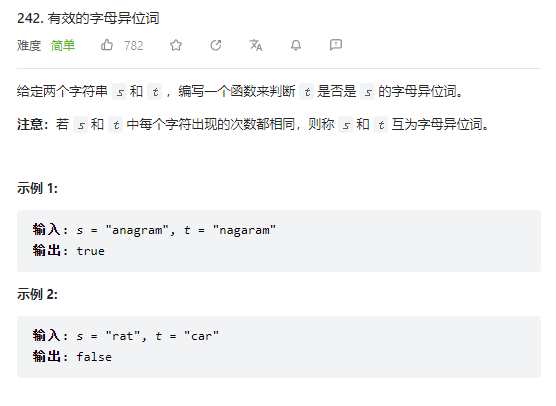 242. 有效的字母异位词
难度 简单 782
给定两个字符串 s 和 t ，编写一个函数来判断 t 是否是 s 的字母异位词。
注意：若 s 和 t 中每个字符出现的次数都相同，则称 s 和 t 互为字母异位词。
示例 1:
输入: s = "anagram", t = "nagaram"
输出: true
示例 2:
输入: s = "rat", t = "car"
输出: false